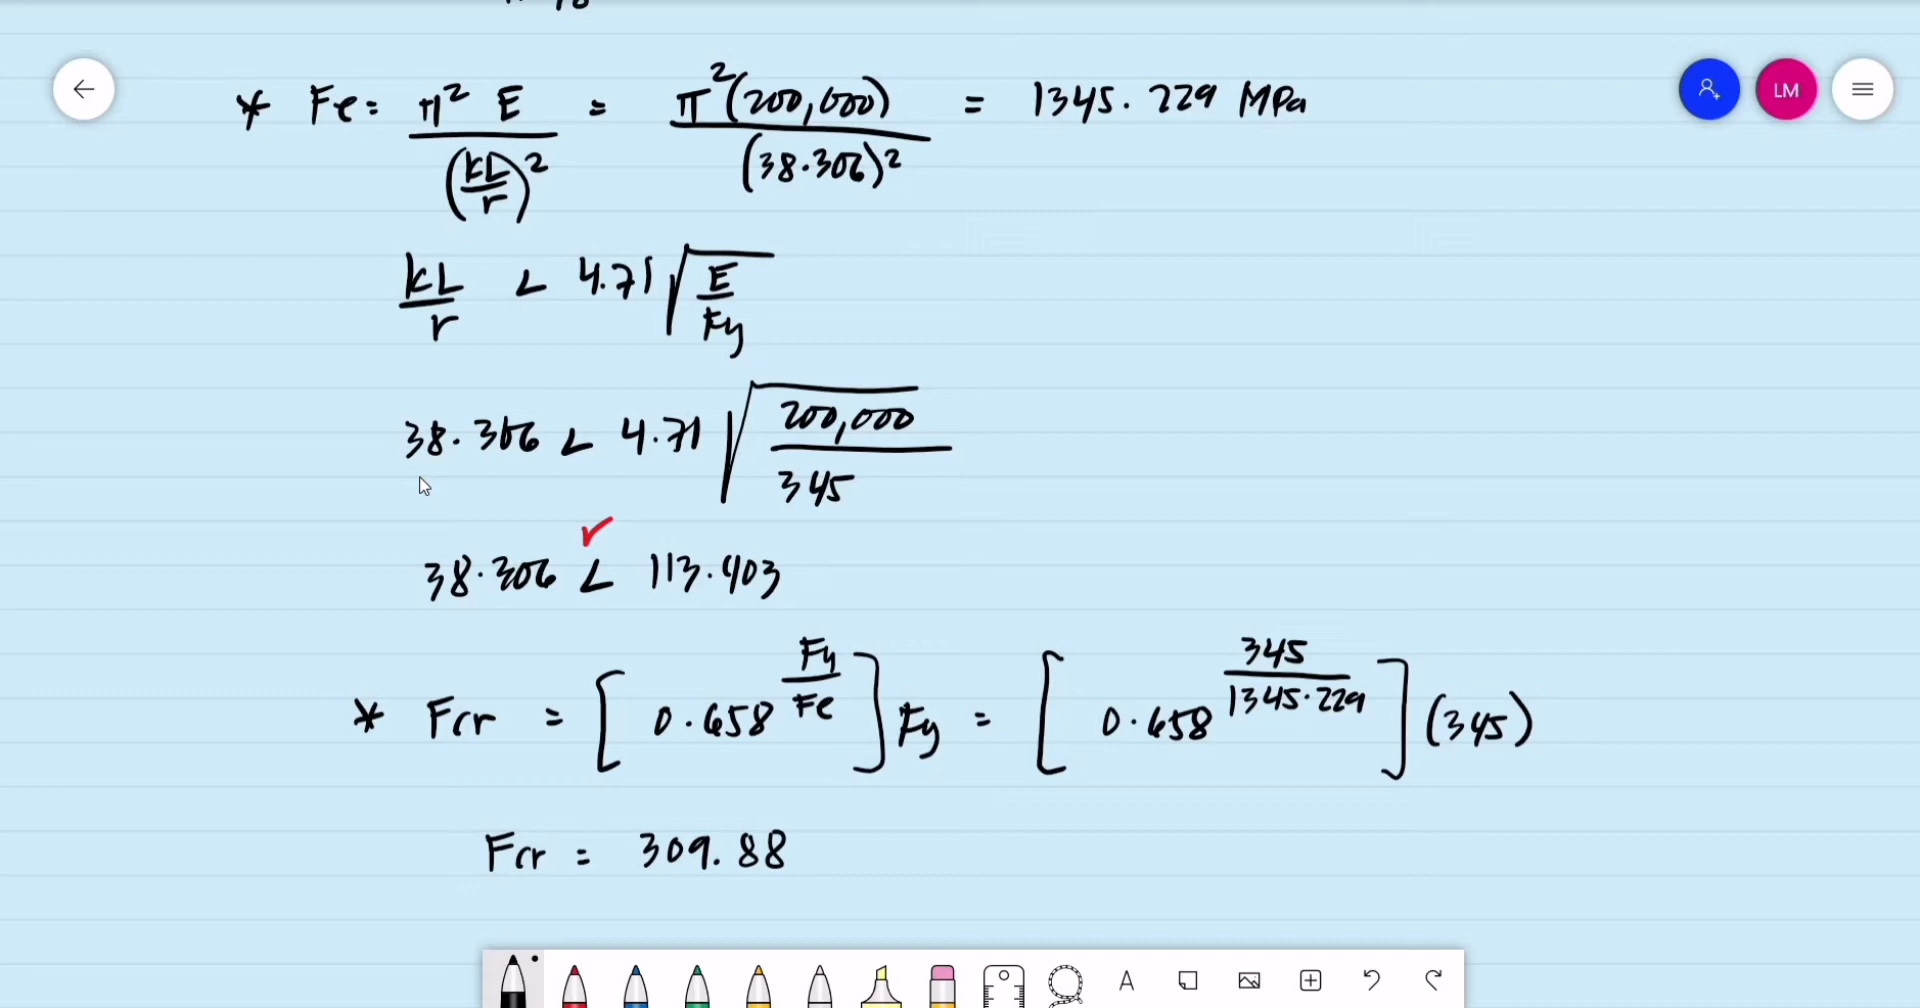 * Fe = π² E / (kL/r)² = π²(200,000) / (38.306)² = 1345.229 MPa
LM
kL/r < 4.71 √(E/Fy)
38.306 < 4.71 √(200,000/345)
✓
38.306 < 113.403
* Fcr = [0.658^(Fy/Fe)] Fy = [0.658^(345/1345.229)] (345)
Fcr = 309.88
A